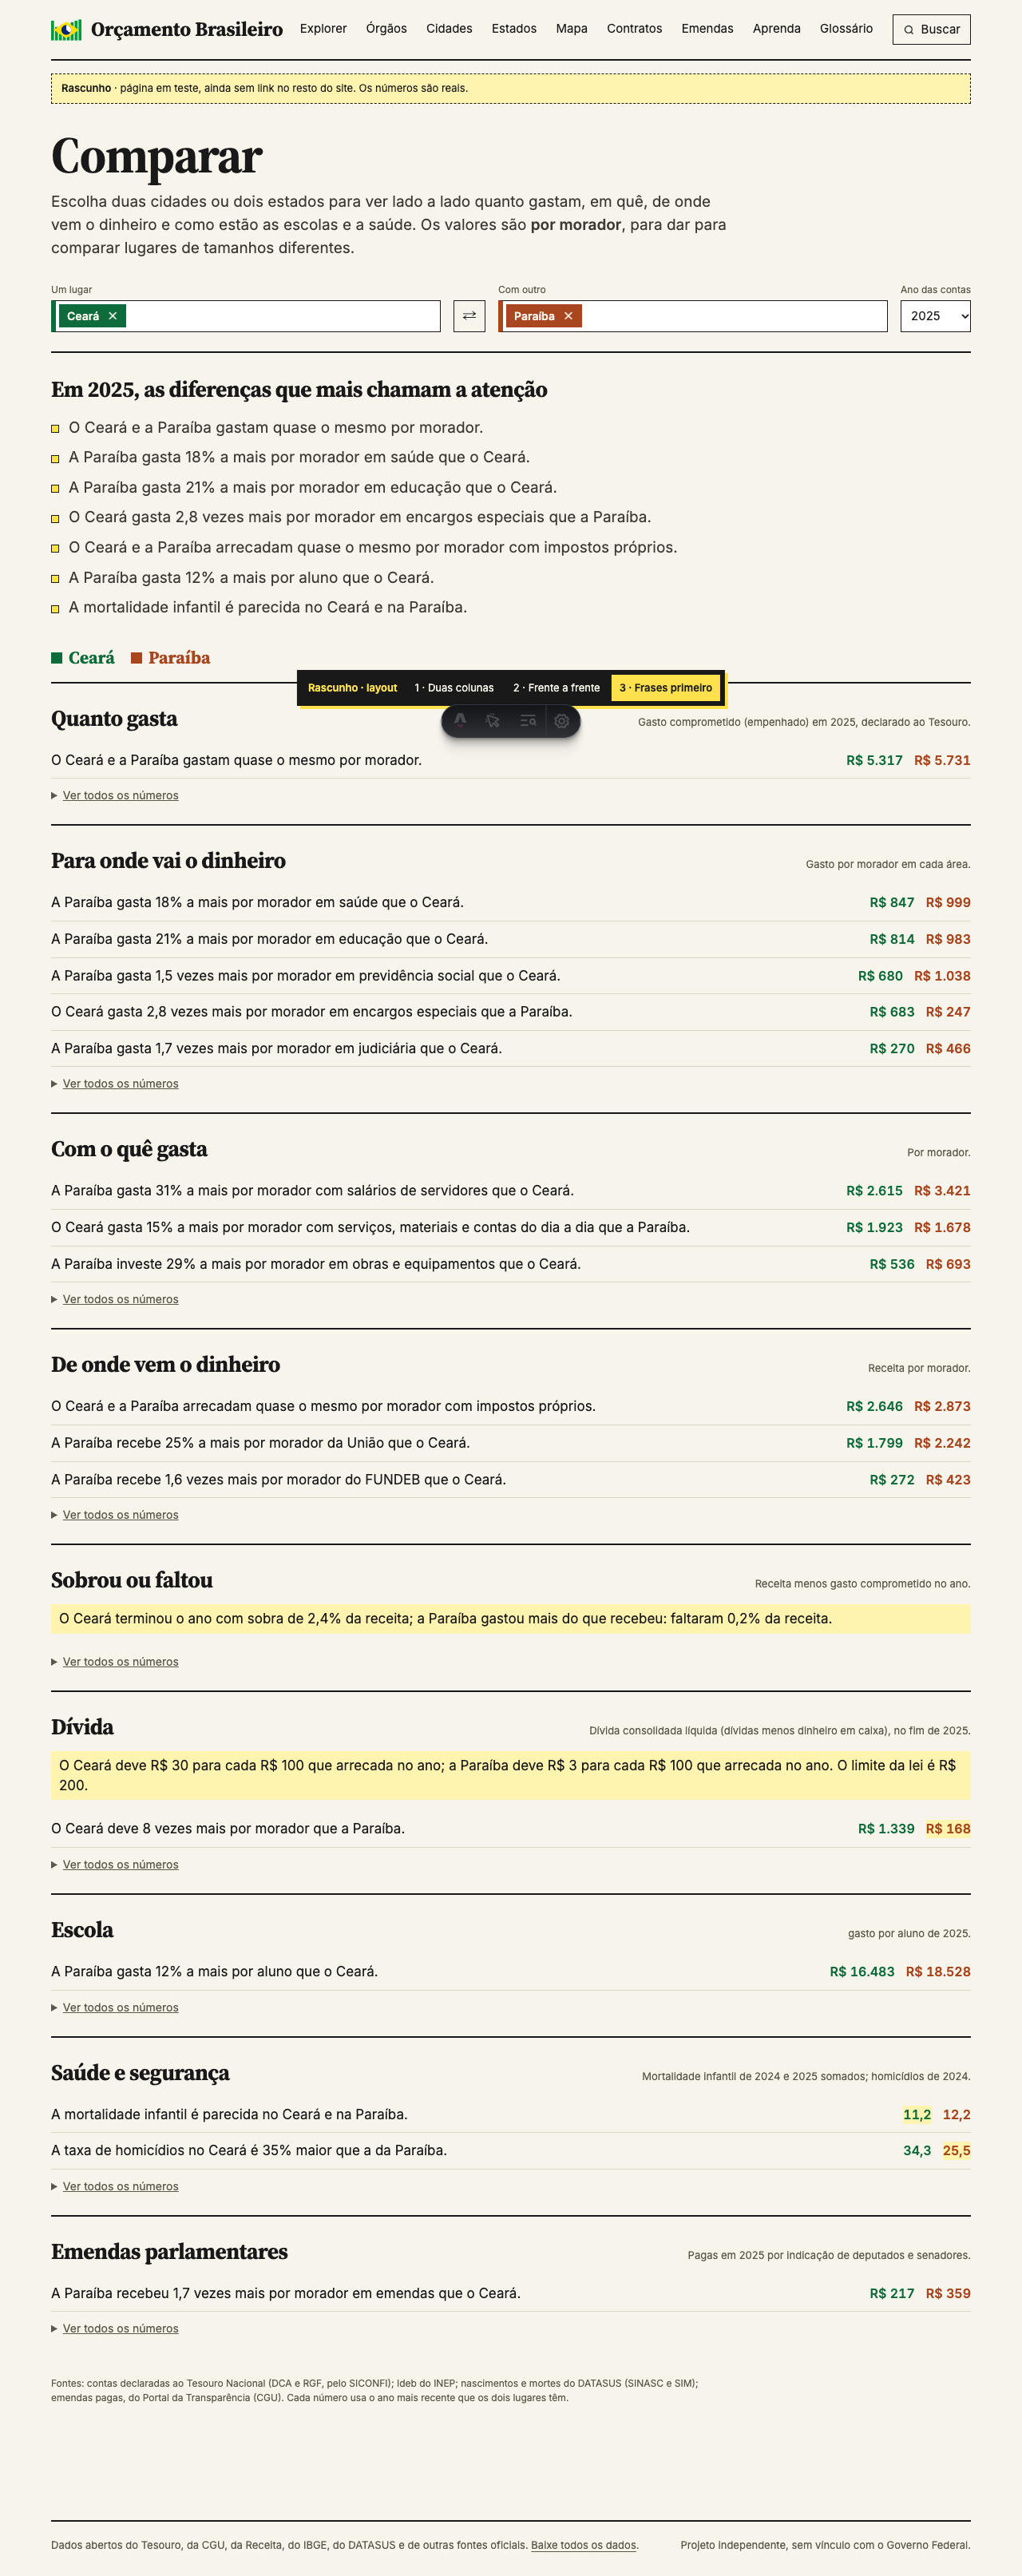 Orçamento Brasileiro Explorer Órgãos Cidades Estados Mapa Contratos Emendas Aprenda Glossário Buscar
Rascunho · página em teste, ainda sem link no resto do site. Os números são reais.
Comparar
Escolha duas cidades ou dois estados para ver lado a lado quanto gastam, em quê, de onde
vem o dinheiro e como estão as escolas e a saúde. Os valores são por morador, para dar para
comparar lugares de tamanhos diferentes.
Um lugar Com outro Ano das contas
Ceará ✕ ⇄ Paraíba ✕ 2025
Em 2025, as diferenças que mais chamam a atenção
O Ceará e a Paraíba gastam quase o mesmo por morador.
A Paraíba gasta 18% a mais por morador em saúde que o Ceará.
A Paraíba gasta 21% a mais por morador em educação que o Ceará.
O Ceará gasta 2,8 vezes mais por morador em encargos especiais que a Paraíba.
O Ceará e a Paraíba arrecadam quase o mesmo por morador com impostos próprios.
A Paraíba gasta 12% a mais por aluno que o Ceará.
A mortalidade infantil é parecida no Ceará e na Paraíba.
Ceará Paraíba
Rascunho · layout 1 · Duas colunas 2 · Frente a frente 3 · Frases primeiro
Quanto gasta Gasto comprometido (empenhado) em 2025, declarado ao Tesouro.
O Ceará e a Paraíba gastam quase o mesmo por morador. R$ 5.317 R$ 5.731
Ver todos os números
Para onde vai o dinheiro Gasto por morador em cada área.
A Paraíba gasta 18% a mais por morador em saúde que o Ceará. R$ 847 R$ 999
A Paraíba gasta 21% a mais por morador em educação que o Ceará. R$ 814 R$ 983
A Paraíba gasta 1,5 vezes mais por morador em previdência social que o Ceará. R$ 680 R$ 1.038
O Ceará gasta 2,8 vezes mais por morador em encargos especiais que a Paraíba. R$ 683 R$ 247
A Paraíba gasta 1,7 vezes mais por morador em judiciária que o Ceará. R$ 270 R$ 466
Ver todos os números
Com o quê gasta Por morador.
A Paraíba gasta 31% a mais por morador com salários de servidores que o Ceará. R$ 2.615 R$ 3.421
O Ceará gasta 15% a mais por morador com serviços, materiais e contas do dia a dia que a Paraíba. R$ 1.923 R$ 1.678
A Paraíba investe 29% a mais por morador em obras e equipamentos que o Ceará. R$ 536 R$ 693
Ver todos os números
De onde vem o dinheiro Receita por morador.
O Ceará e a Paraíba arrecadam quase o mesmo por morador com impostos próprios. R$ 2.646 R$ 2.873
A Paraíba recebe 25% a mais por morador da União que o Ceará. R$ 1.799 R$ 2.242
A Paraíba recebe 1,6 vezes mais por morador do FUNDEB que o Ceará. R$ 272 R$ 423
Ver todos os números
Sobrou ou faltou Receita menos gasto comprometido no ano.
O Ceará terminou o ano com sobra de 2,4% da receita; a Paraíba gastou mais do que recebeu: faltaram 0,2% da receita.
Ver todos os números
Dívida Dívida consolidada líquida (dívidas menos dinheiro em caixa), no fim de 2025.
O Ceará deve R$ 30 para cada R$ 100 que arrecada no ano; a Paraíba deve R$ 3 para cada R$ 100 que arrecada no ano. O limite da lei é R$
200.
O Ceará deve 8 vezes mais por morador que a Paraíba. R$ 1.339 R$ 168
Ver todos os números
Escola gasto por aluno de 2025.
A Paraíba gasta 12% a mais por aluno que o Ceará. R$ 16.483 R$ 18.528
Ver todos os números
Saúde e segurança Mortalidade infantil de 2024 e 2025 somados; homicídios de 2024.
A mortalidade infantil é parecida no Ceará e na Paraíba. 11,2 12,2
A taxa de homicídios no Ceará é 35% maior que a da Paraíba. 34,3 25,5
Ver todos os números
Emendas parlamentares Pagas em 2025 por indicação de deputados e senadores.
A Paraíba recebeu 1,7 vezes mais por morador em emendas que o Ceará. R$ 217 R$ 359
Ver todos os números
Fontes: contas declaradas ao Tesouro Nacional (DCA e RGF, pelo SICONFI); Ideb do INEP; nascimentos e mortes do DATASUS (SINASC e SIM);
emendas pagas, do Portal da Transparência (CGU). Cada número usa o ano mais recente que os dois lugares têm.
Dados abertos do Tesouro, da CGU, da Receita, do IBGE, do DATASUS e de outras fontes oficiais. Baixe todos os dados. Projeto independente, sem vínculo com o Governo Federal.